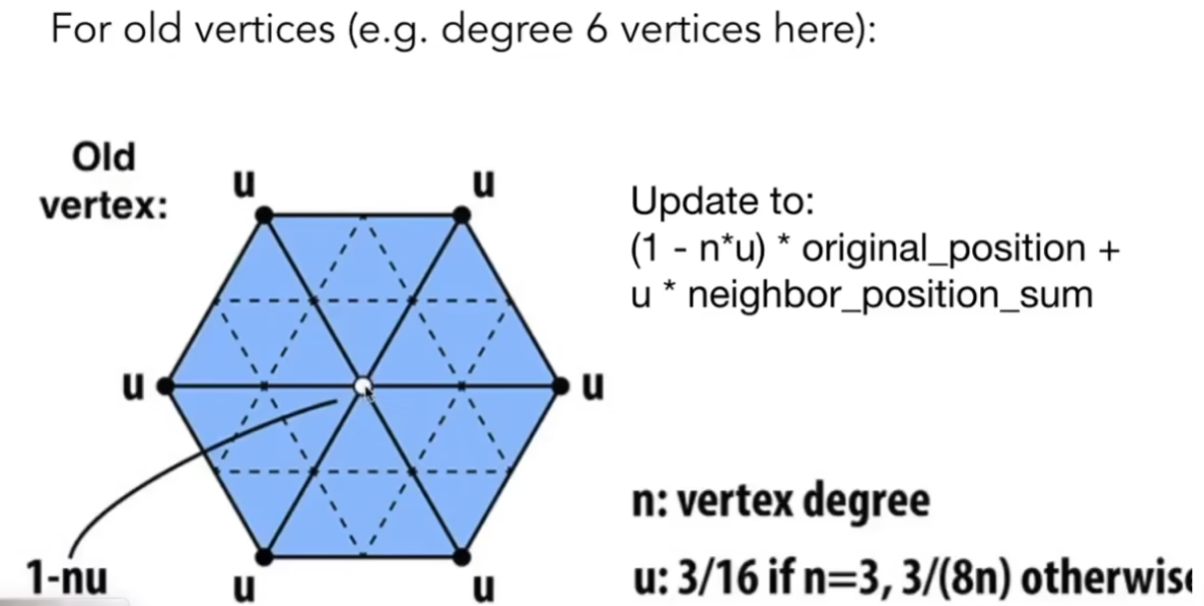 For old vertices (e.g. degree 6 vertices here):
Old
vertex:
u
u
u
u
1-nu
u
u
Update to:
(1 - n*u) * original_position +
u * neighbor_position_sum
n: vertex degree
u: 3/16 if n=3, 3/(8n) otherwise